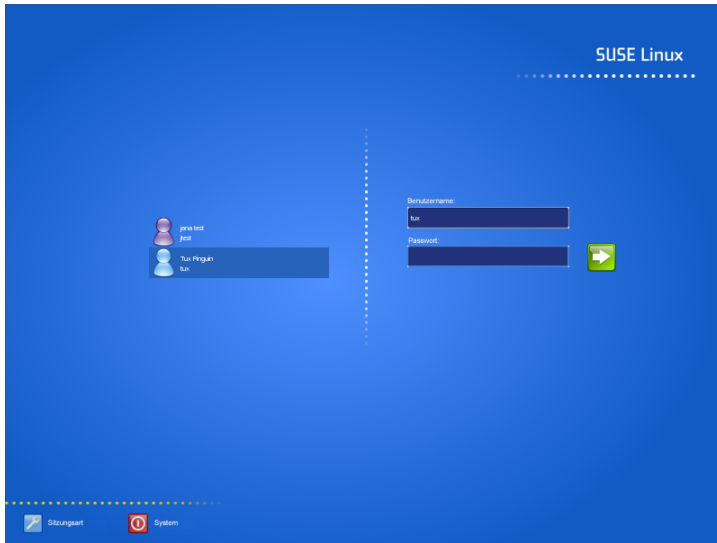 SUSE Linux
jana test
jtest
Tux Pinguin
tux
Benutzername:
tux
Passwort:
Sitzungsart
System